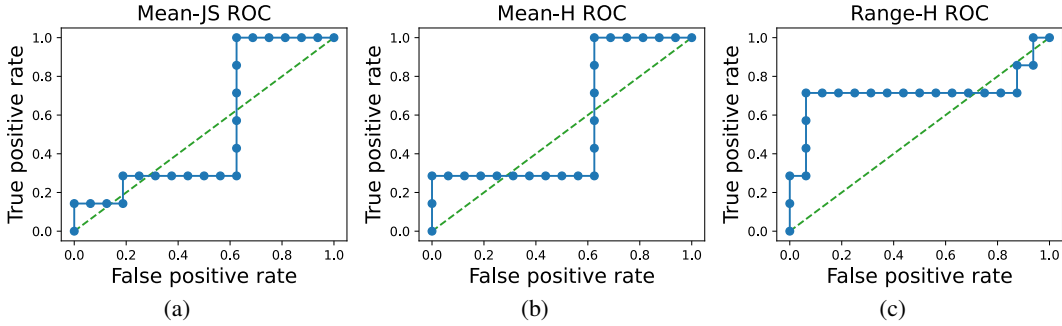 Mean-JS ROC
True positive rate
1.0
0.8
0.6
0.4
0.2
0.0
0.0 0.2 0.4 0.6 0.8 1.0
False positive rate
(a)
Mean-H ROC
True positive rate
1.0
0.8
0.6
0.4
0.2
0.0
0.0 0.2 0.4 0.6 0.8 1.0
False positive rate
(b)
Range-H ROC
True positive rate
1.0
0.8
0.6
0.4
0.2
0.0
0.0 0.2 0.4 0.6 0.8 1.0
False positive rate
(c)